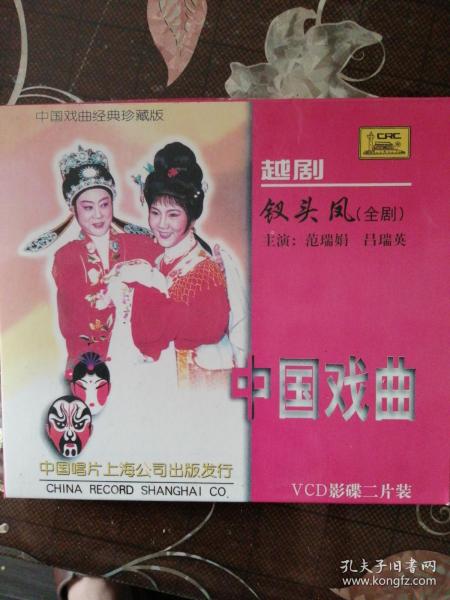 中国戏曲经典珍藏版
CRC
越剧
钗头凤(全剧)
主演：范瑞娟 吕瑞英
中国戏曲
中国唱片上海公司出版发行
CHINA RECORD SHANGHAI CO.
VCD影碟二片装
孔夫子旧书网
www.kongfz.com